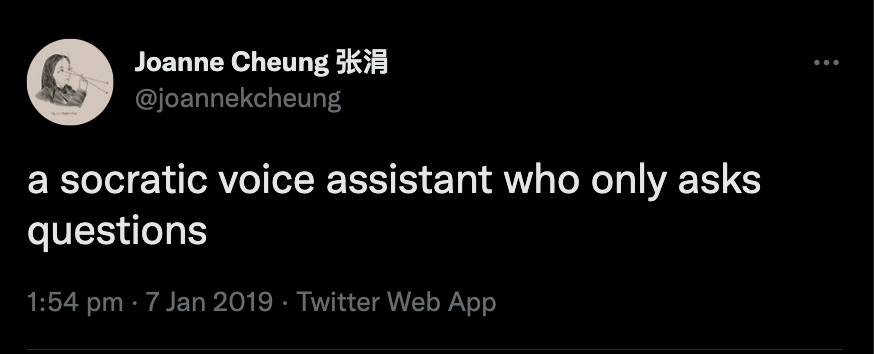 Joanne Cheung 张涓
@joannekcheung
a socratic voice assistant who only asks
questions
1:54 pm · 7 Jan 2019 · Twitter Web App